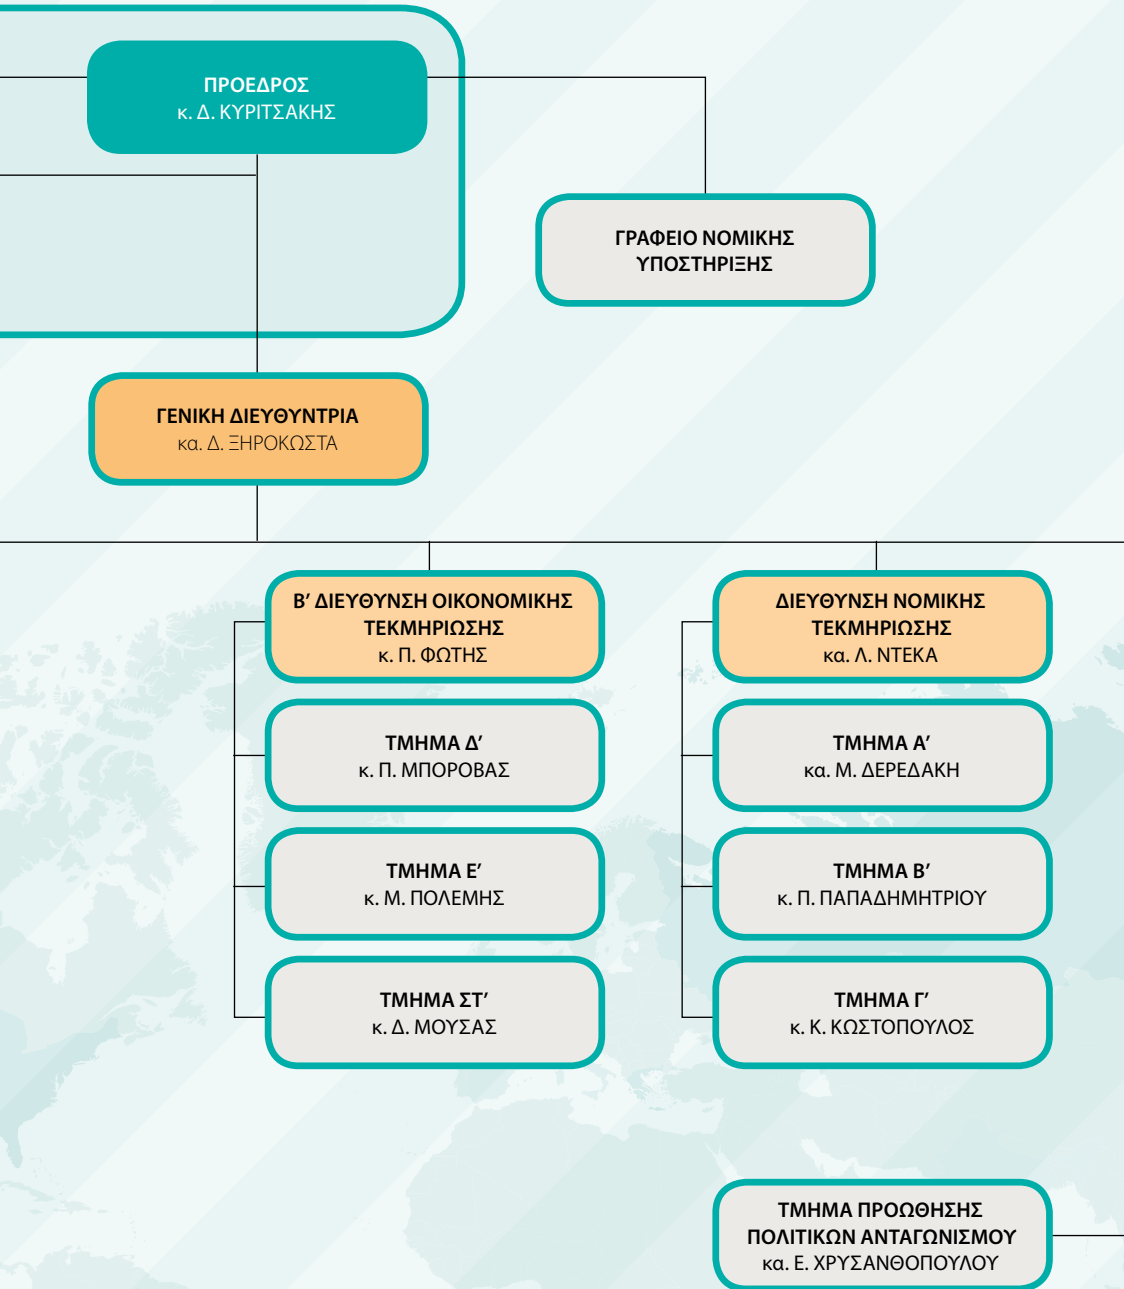 ΠΡΟΕΔΡΟΣ
κ. Δ. ΚΥΡΙΤΣΑΚΗΣ
ΓΡΑΦΕΙΟ ΝΟΜΙΚΗΣ
ΥΠΟΣΤΗΡΙΞΗΣ
ΓΕΝΙΚΗ ΔΙΕΥΘΥΝΤΡΙΑ
κα. Δ. ΞΗΡΟΚΩΣΤΑ
Β’ ΔΙΕΥΘΥΝΣΗ ΟΙΚΟΝΟΜΙΚΗΣ
ΤΕΚΜΗΡΙΩΣΗΣ
κ. Π. ΦΩΤΗΣ
ΤΜΗΜΑ Δ’
κ. Π. ΜΠΟΡΟΒΑΣ
ΤΜΗΜΑ Ε’
κ. Μ. ΠΟΛΕΜΗΣ
ΤΜΗΜΑ ΣΤ’
κ. Δ. ΜΟΥΣΑΣ
ΔΙΕΥΘΥΝΣΗ ΝΟΜΙΚΗΣ
ΤΕΚΜΗΡΙΩΣΗΣ
κα. Λ. ΝΤΕΚΑ
ΤΜΗΜΑ Α’
κα. Μ. ΔΕΡΕΔΑΚΗ
ΤΜΗΜΑ Β’
κ. Π. ΠΑΠΑΔΗΜΗΤΡΙΟΥ
ΤΜΗΜΑ Γ’
κ. Κ. ΚΩΣΤΟΠΟΥΛΟΣ
ΤΜΗΜΑ ΠΡΟΩΘΗΣΗΣ
ΠΟΛΙΤΙΚΩΝ ΑΝΤΑΓΩΝΙΣΜΟΥ
κα. Ε. ΧΡΥΣΑΝΘΟΠΟΥΛΟΥ